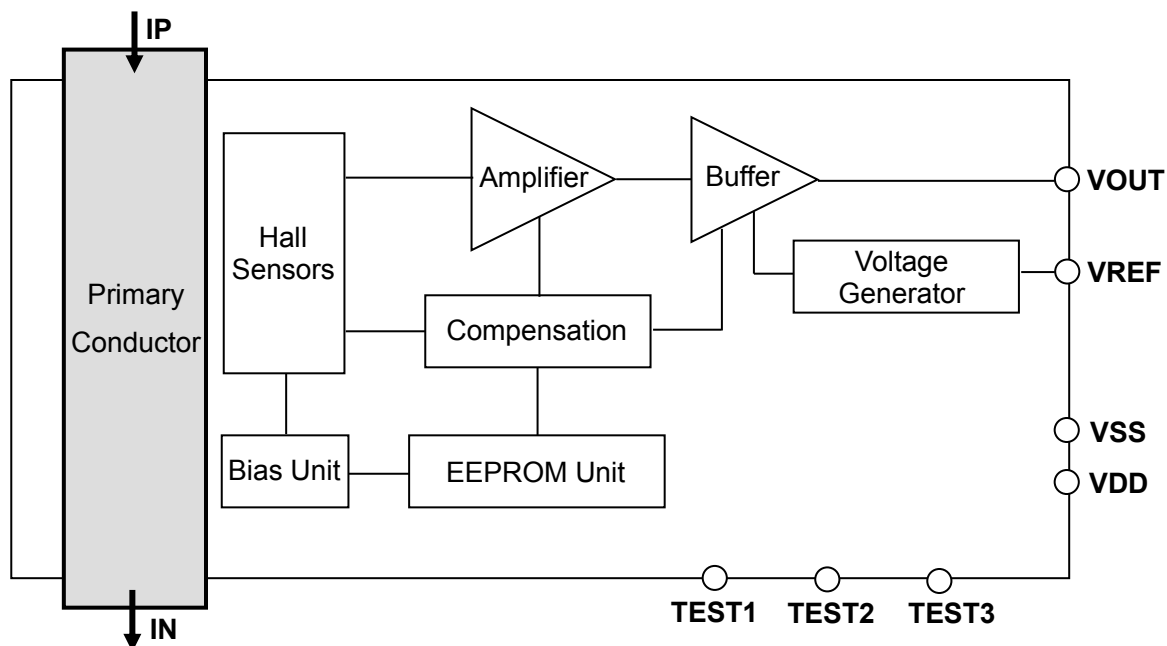 IP
Primary
Conductor
Hall
Sensors
Amplifier
Buffer
VOUT
Voltage
Generator
VREF
Compensation
Bias Unit
EEPROM Unit
VSS
VDD
TEST1
TEST2
TEST3
IN